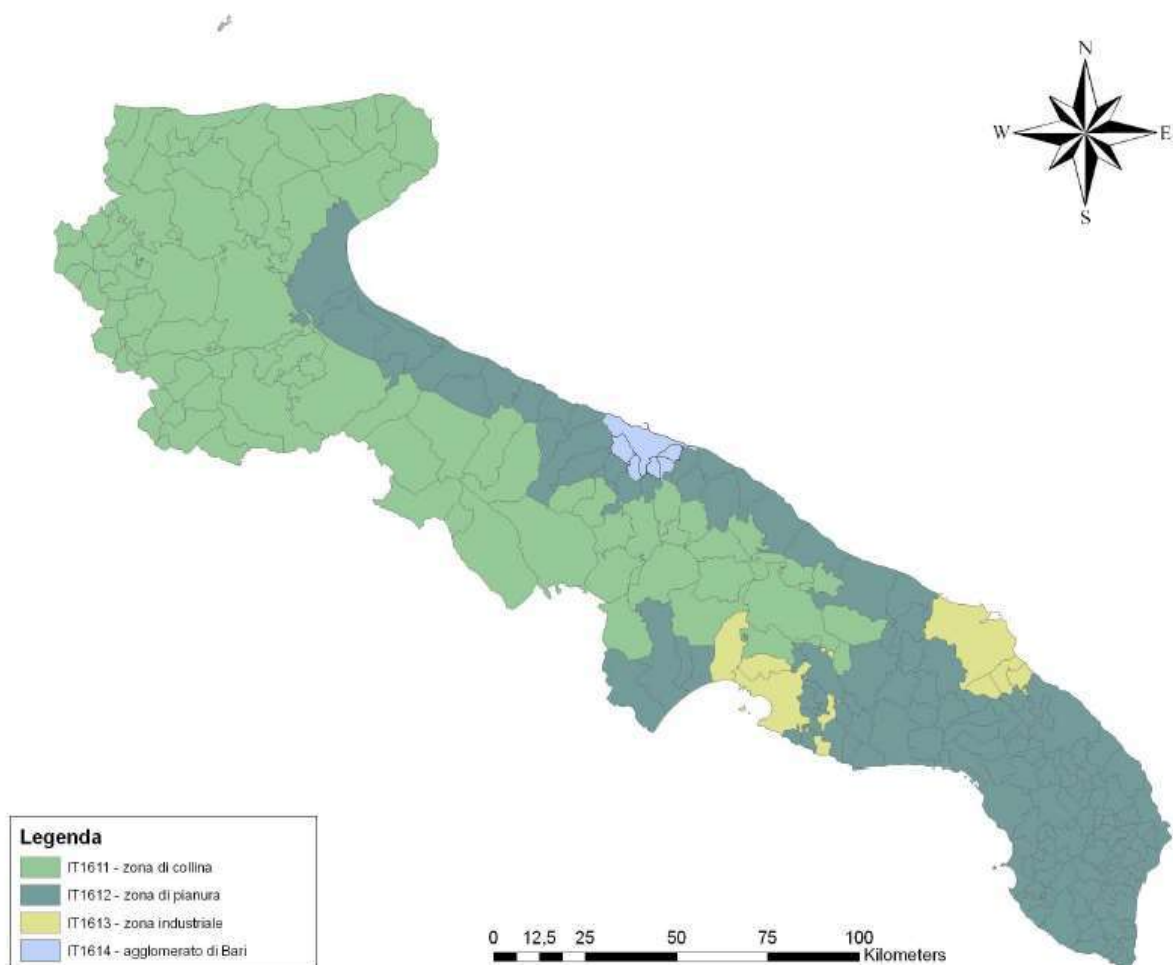 N
W E
S
Legenda
IT1611 - zona di collina
IT1612 - zona di pianura
IT1613 - zona industriale
IT1614 - agglomerato di Bari
0 12,5 25 50 75 100
Kilometers